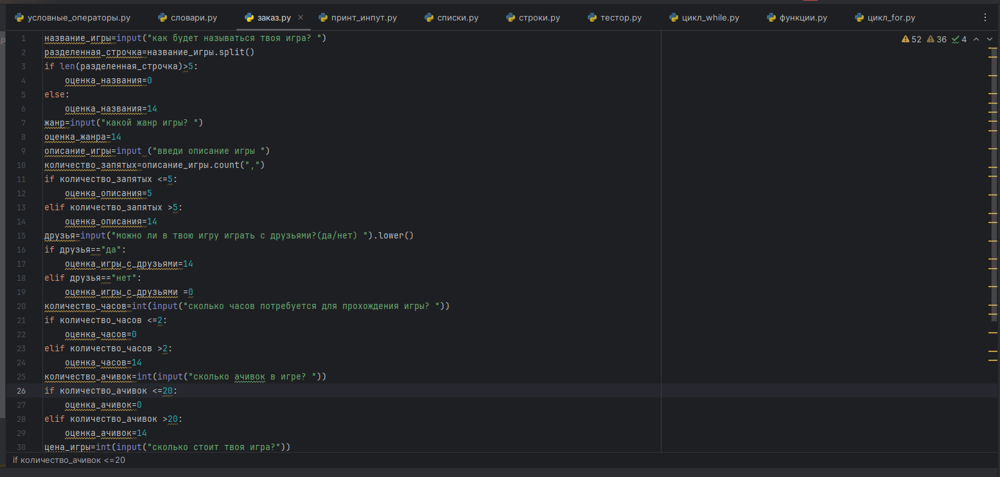 условные_операторы.py словари.py заказ.py принт_инпут.py списки.py строки.py тестор.py цикл_while.py функции.py цикл_for.py
52 36 4
1 название_игры=input("как будет называться твоя игра? ")
2 разделенная_строчка=название_игры.split()
3 if len(разделенная_строчка)>5:
4     оценка_названия=0
5 else:
6     оценка_названия=14
7 жанр=input("какой жанр игры? ")
8 оценка_жанра=14
9 описание_игры=input ("введи описание игры ")
10 количество_запятых=описание_игры.count(",")
11 if количество_запятых <=5:
12     оценка_описания=5
13 elif количество_запятых >5:
14     оценка_описания=14
15 друзья=input("можно ли в твою игру играть с друзьями?(да/нет) ").lower()
16 if друзья=="да":
17     оценка_игры_с_друзьями=14
18 elif друзья=="нет":
19     оценка_игры_с_друзьями =0
20 количество_часов=int(input("сколько часов потребуется для прохождения игры? "))
21 if количество_часов <=2:
22     оценка_часов=0
23 elif количество_часов >2:
24     оценка_часов=14
25 количество_ачивок=int(input("сколько ачивок в игре? "))
26 if количество_ачивок <=20:
27     оценка_ачивок=0
28 elif количество_ачивок >20:
29     оценка_ачивок=14
30 цена_игры=int(input("сколько стоит твоя игра?"))
if количество_ачивок <=20